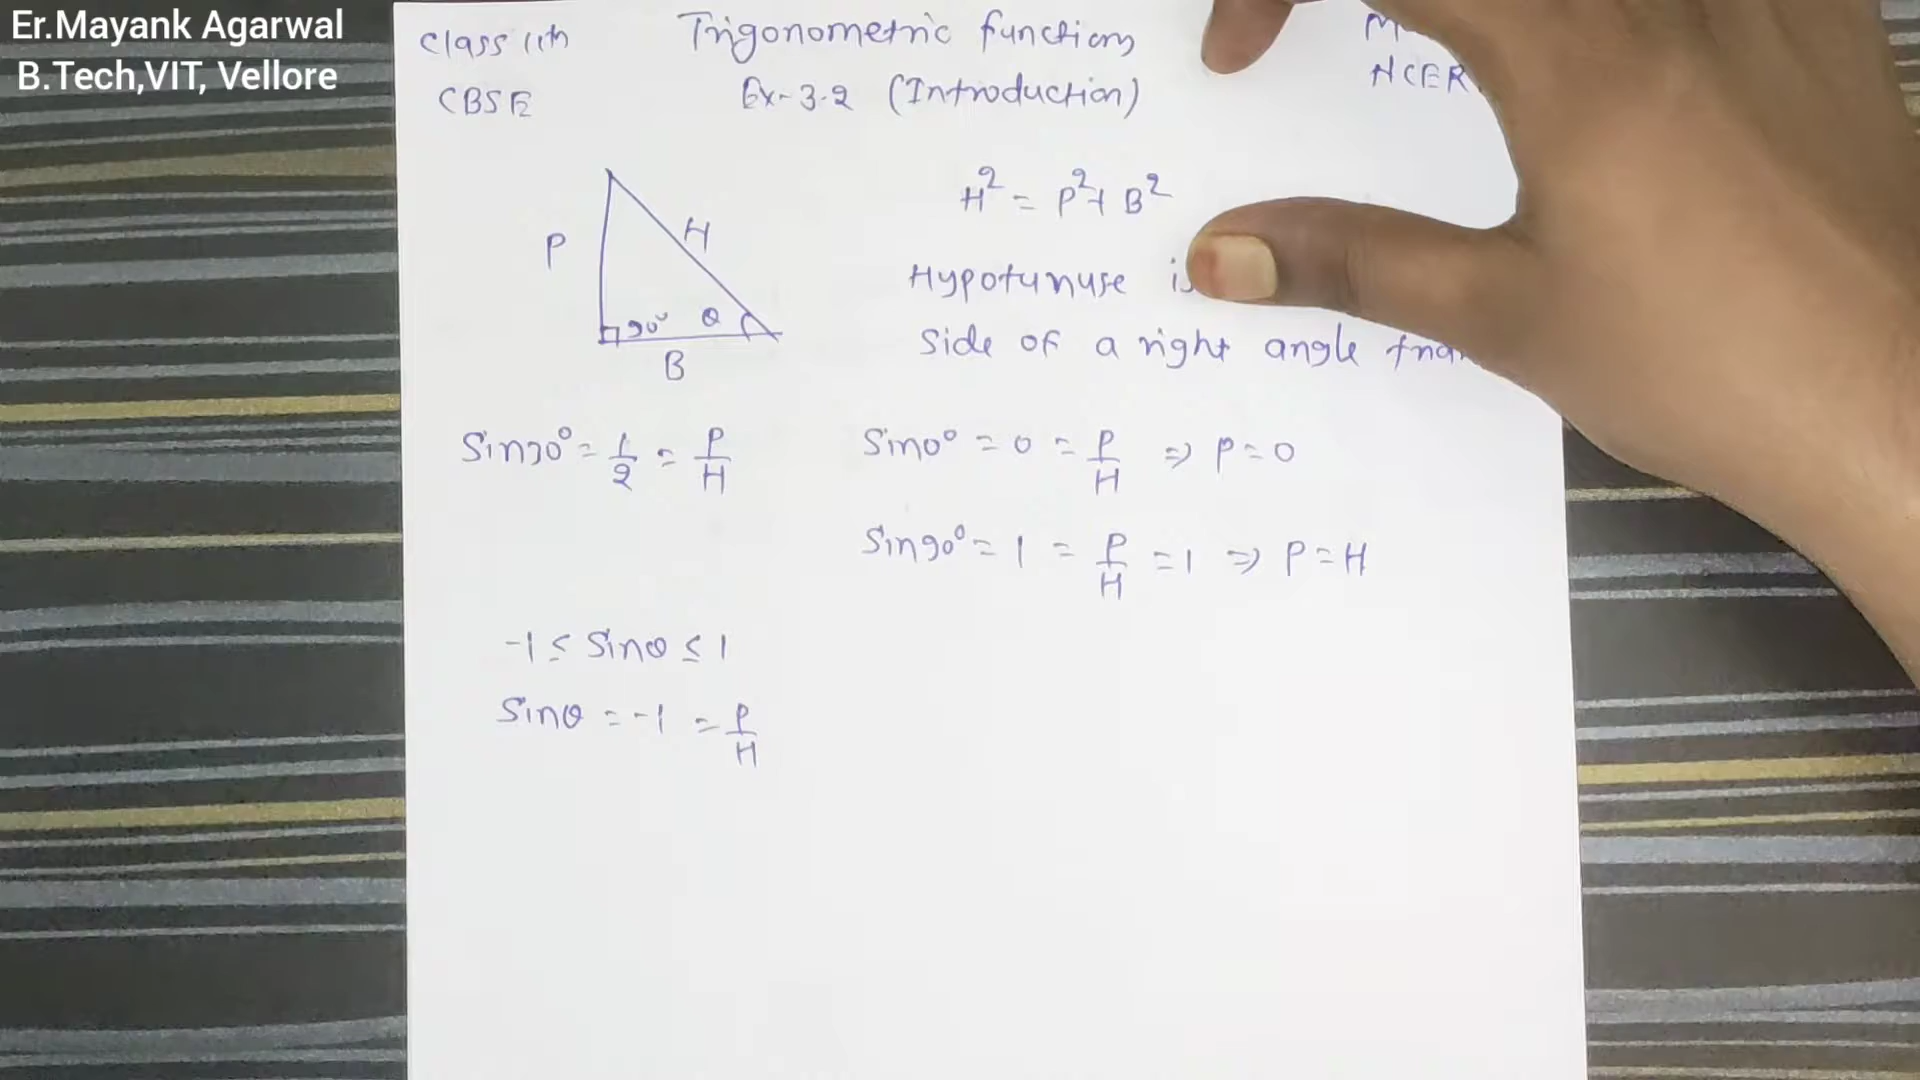 Er.Mayank Agarwal
B.Tech,VIT, Vellore
Class 11th
CBSE
Trigonometric functions
Ex-3.2 (Introduction)
NCER
P
H
90°
θ
B
H² = P² + B²
Hypotunuse is
Side of a right angle
Sin30° = 1/2 = P/H
Sin0° = 0 = P/H ⇒ P = 0
Sin90° = 1 = P/H = 1 ⇒ P = H
-1 ≤ Sinθ ≤ 1
Sinθ = -1 = P/H